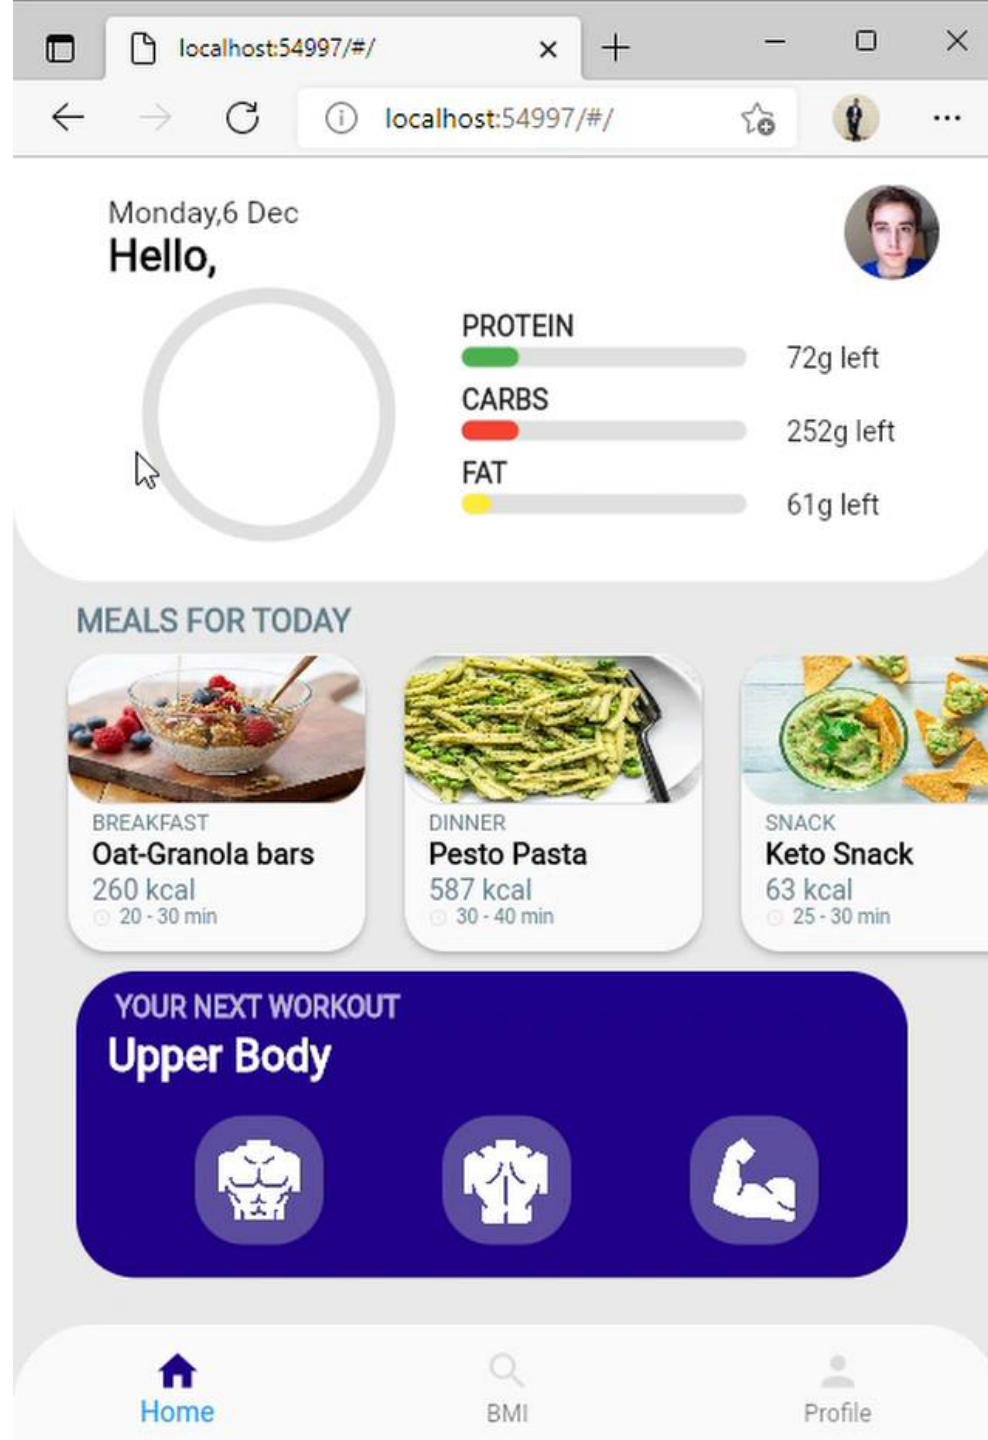 localhost:54997/#/
localhost:54997/#/
Monday,6 Dec
Hello,
PROTEIN
72g left
CARBS
252g left
FAT
61g left
MEALS FOR TODAY
BREAKFAST
Oat-Granola bars
260 kcal
20 - 30 min
DINNER
Pesto Pasta
587 kcal
30 - 40 min
SNACK
Keto Snack
63 kcal
25 - 30 min
YOUR NEXT WORKOUT
Upper Body
Home
BMI
Profile